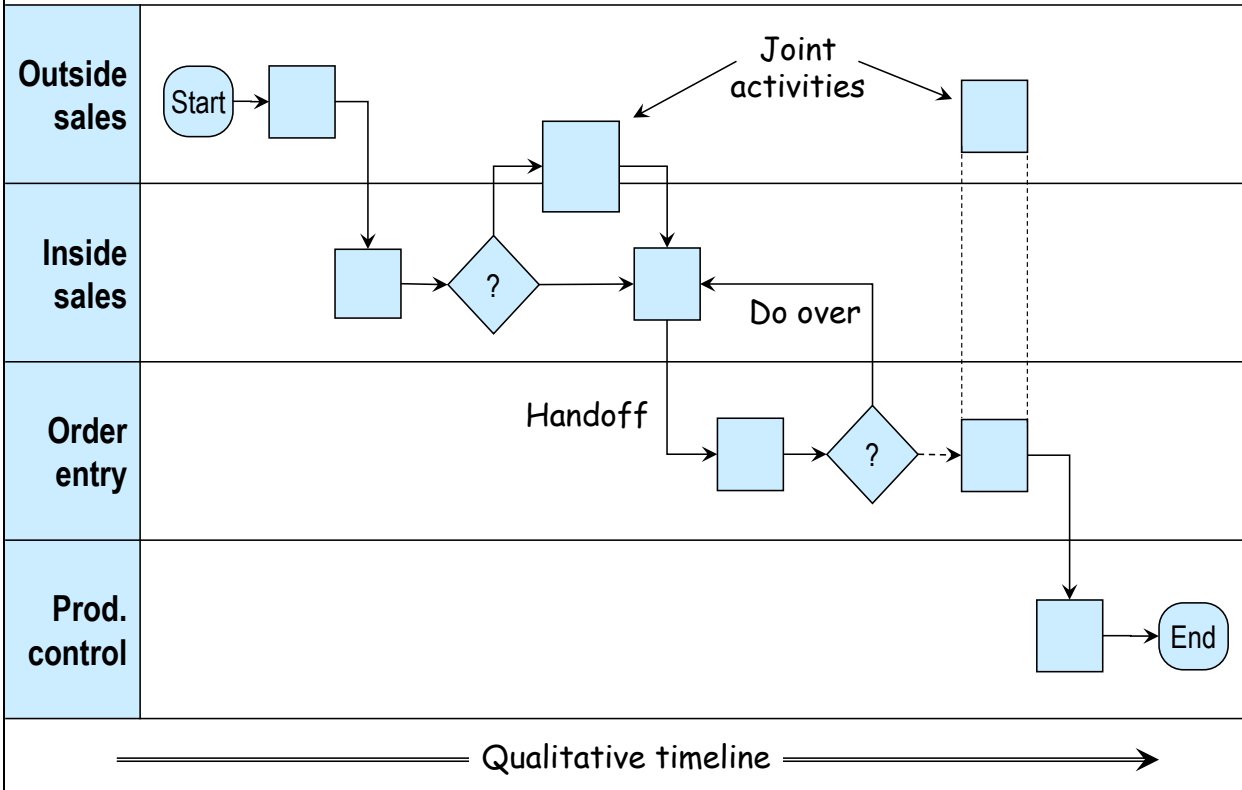 Outside
sales
Start
Joint
activities
Inside
sales
?
Do over
Order
entry
Handoff
?
Prod.
control
End
Qualitative timeline